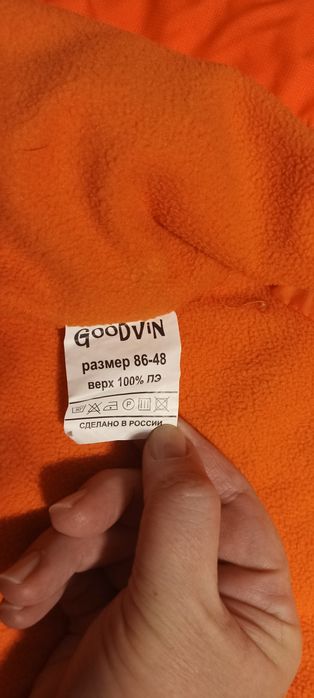 GOODViN
размер 86-48
верх 100% ПЭ
P
СДЕЛАНО В РОССИИ